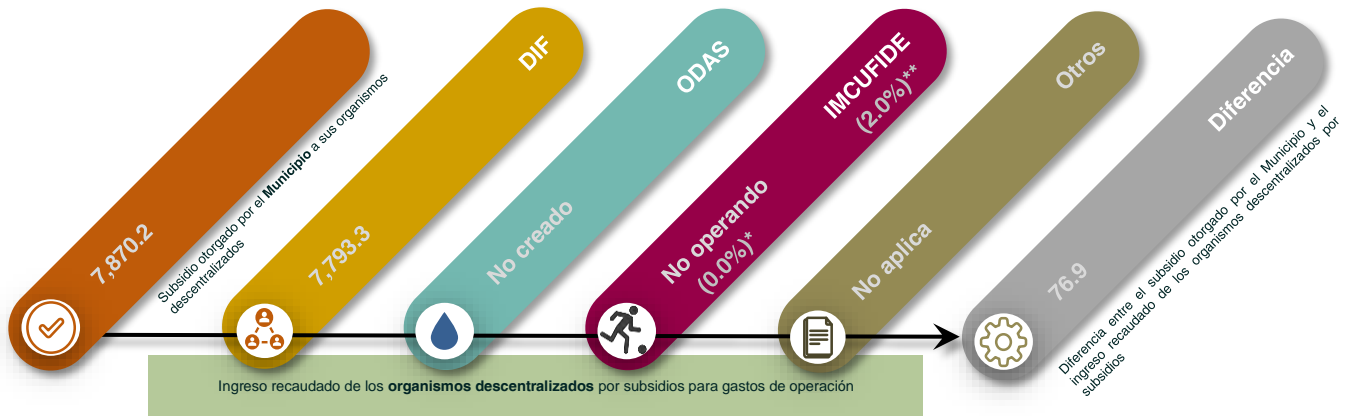 7,870.2
Subsidio otorgado por el Municipio a sus organismos
descentralizados
DIF
7,793.3
ODAS
No creado
IMCUFIDE
(2.0%)**
No operando
(0.0%)*
Otros
No aplica
Diferencia
76.9
Diferencia entre el subsidio otorgado por el Municipio y el
ingreso recaudado de los organismos descentralizados por
subsidios
Ingreso recaudado de los organismos descentralizados por subsidios para gastos de operación